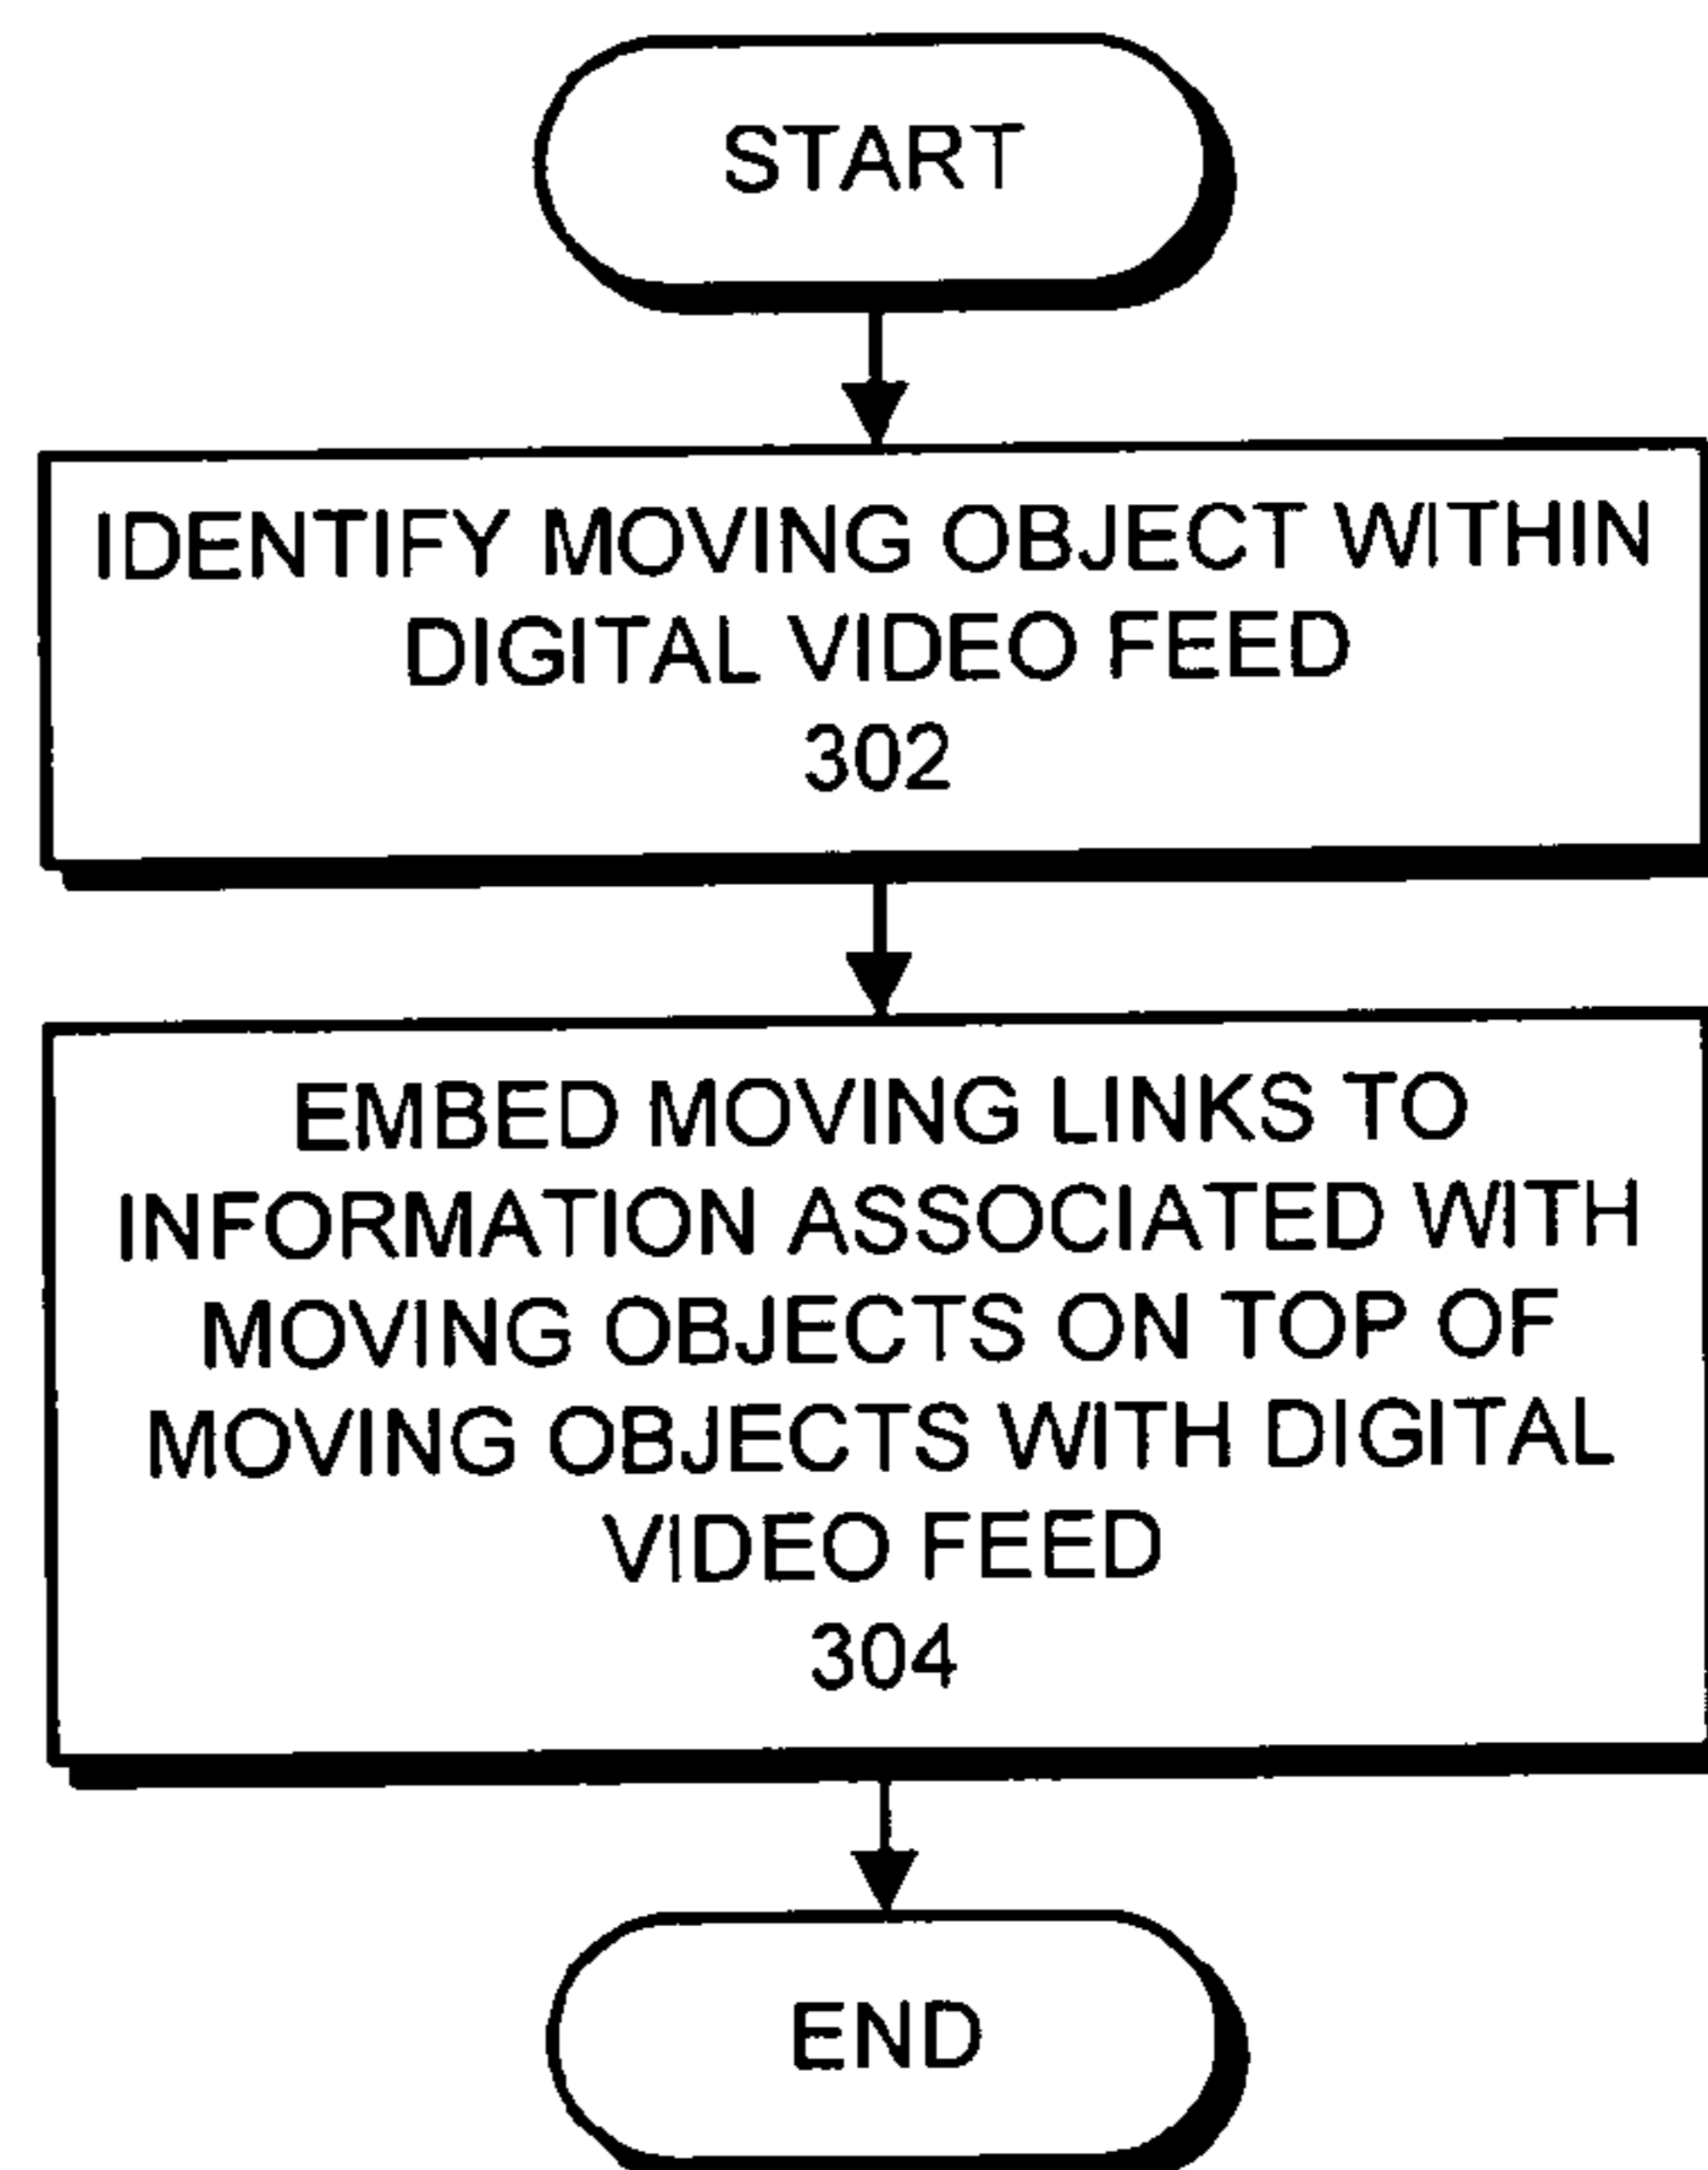 START
IDENTIFY MOVING OBJECT WITHIN
DIGITAL VIDEO FEED
302
EMBED MOVING LINKS TO
INFORMATION ASSOCIATED WITH
MOVING OBJECTS ON TOP OF
MOVING OBJECTS WITH DIGITAL
VIDEO FEED
304
END